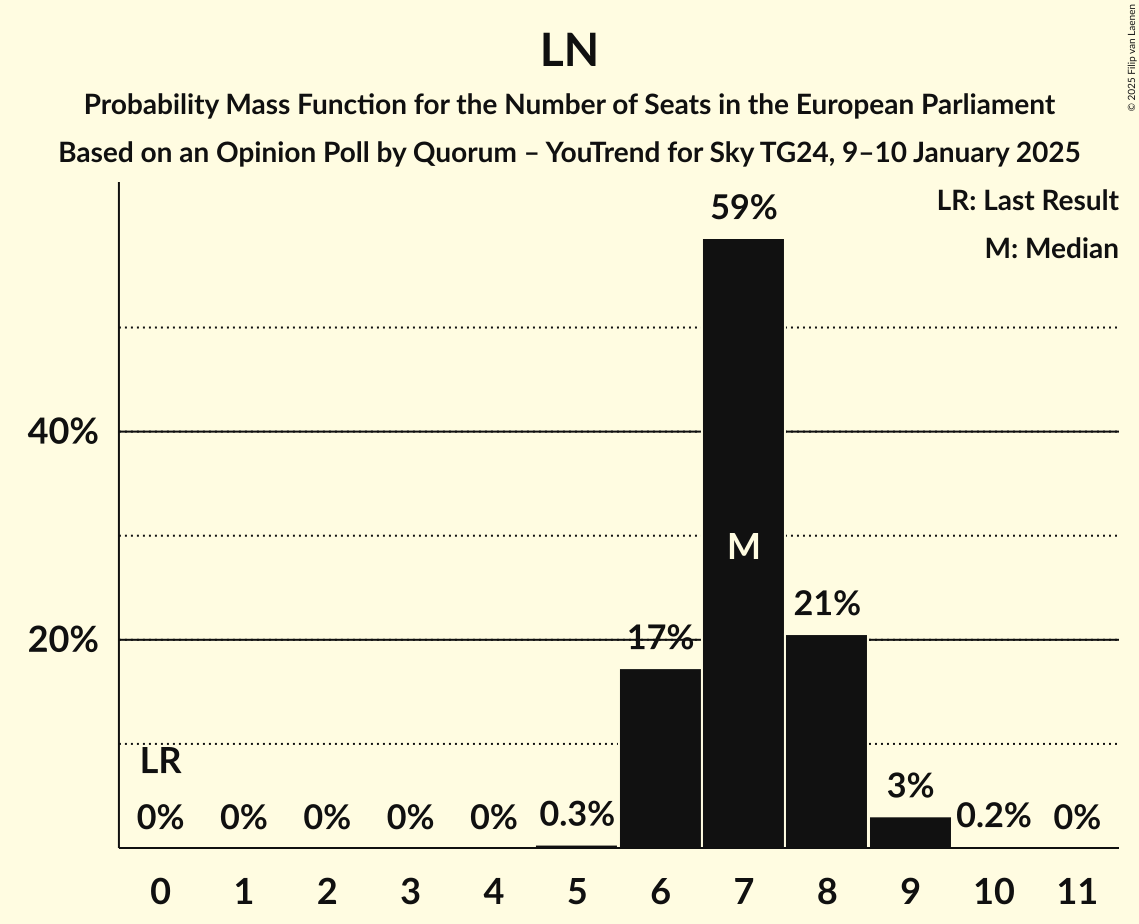 LN
Probability Mass Function for the Number of Seats in the European Parliament
Based on an Opinion Poll by Quorum – YouTrend for Sky TG24, 9–10 January 2025
© 2025 Filip van Laenen
LR: Last Result
M: Median
59%
40%
M
21%
20%
17%
LR
3%
0% 0% 0% 0% 0% 0.3% 0.2% 0%
0 1 2 3 4 5 6 7 8 9 10 11